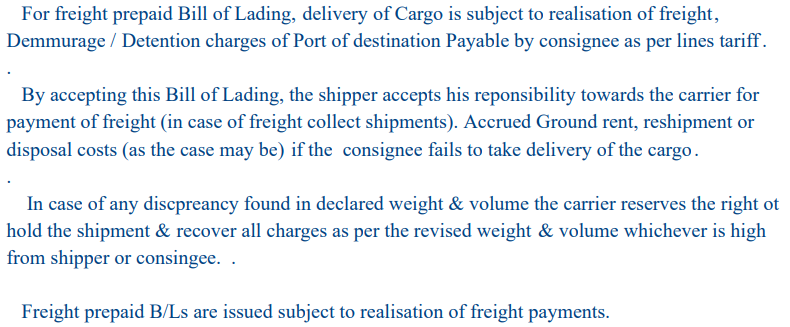 For freight prepaid Bill of Lading, delivery of Cargo is subject to realisation of freight,
Demmurage / Detention charges of Port of destination Payable by consignee as per lines tariff.
.
By accepting this Bill of Lading, the shipper accepts his reponsibility towards the carrier for
payment of freight (in case of freight collect shipments). Accrued Ground rent, reshipment or
disposal costs (as the case may be) if the consignee fails to take delivery of the cargo.
.
In case of any discpreancy found in declared weight & volume the carrier reserves the right ot
hold the shipment & recover all charges as per the revised weight & volume whichever is high
from shipper or consingee. .
Freight prepaid B/Ls are issued subject to realisation of freight payments.